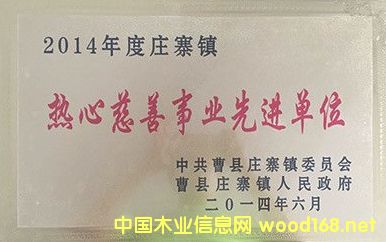 2014年度庄寨镇
热心慈善事业先进单位
中共曹县庄寨镇委员会
曹县庄寨镇人民政府
二〇一四年六月
中国木业信息网 wood168.net